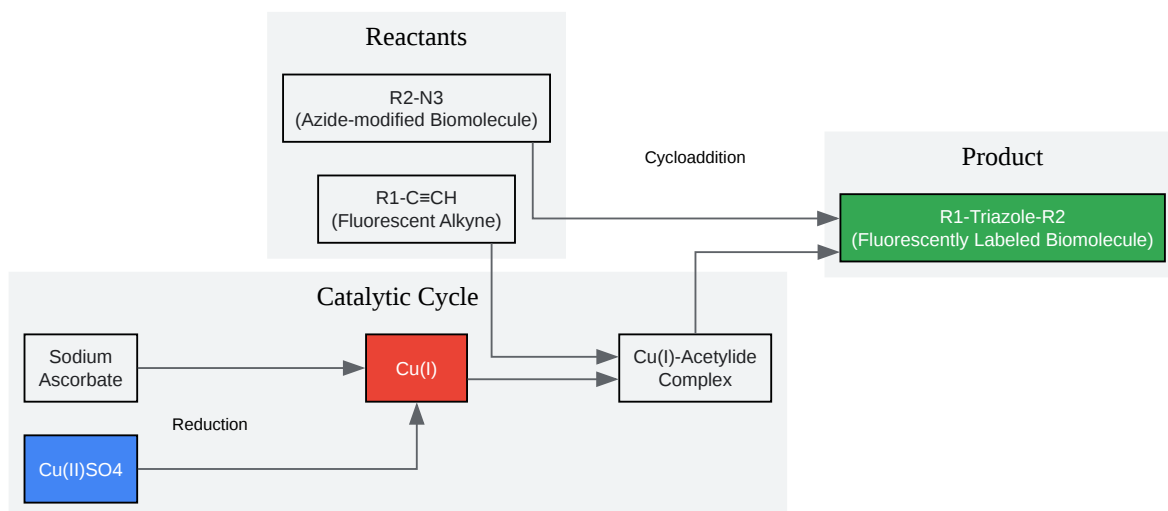 Reactants
R2-N3
(Azide-modified Biomolecule)
R1-C≡CH
(Fluorescent Alkyne)
Cycloaddition
Product
R1-Triazole-R2
(Fluorescently Labeled Biomolecule)
Catalytic Cycle
Sodium
Ascorbate
Cu(I)
Cu(I)-Acetylide
Complex
Reduction
Cu(II)SO4